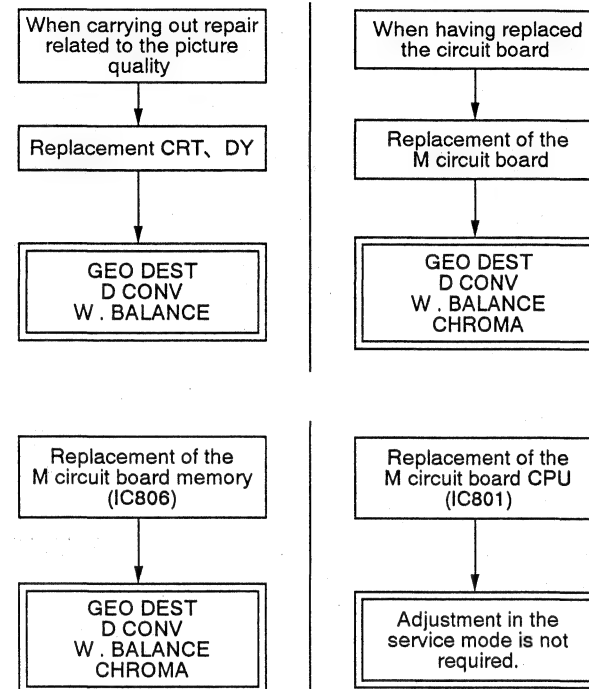 When carrying out repair
related to the picture
quality
Replacement CRT、DY
GEO DEST
D CONV
W . BALANCE
When having replaced
the circuit board
Replacement of the
M circuit board
GEO DEST
D CONV
W . BALANCE
CHROMA
Replacement of the
M circuit board memory
(IC806)
GEO DEST
D CONV
W . BALANCE
CHROMA
Replacement of the
M circuit board CPU
(IC801)
Adjustment in the
service mode is not
required.